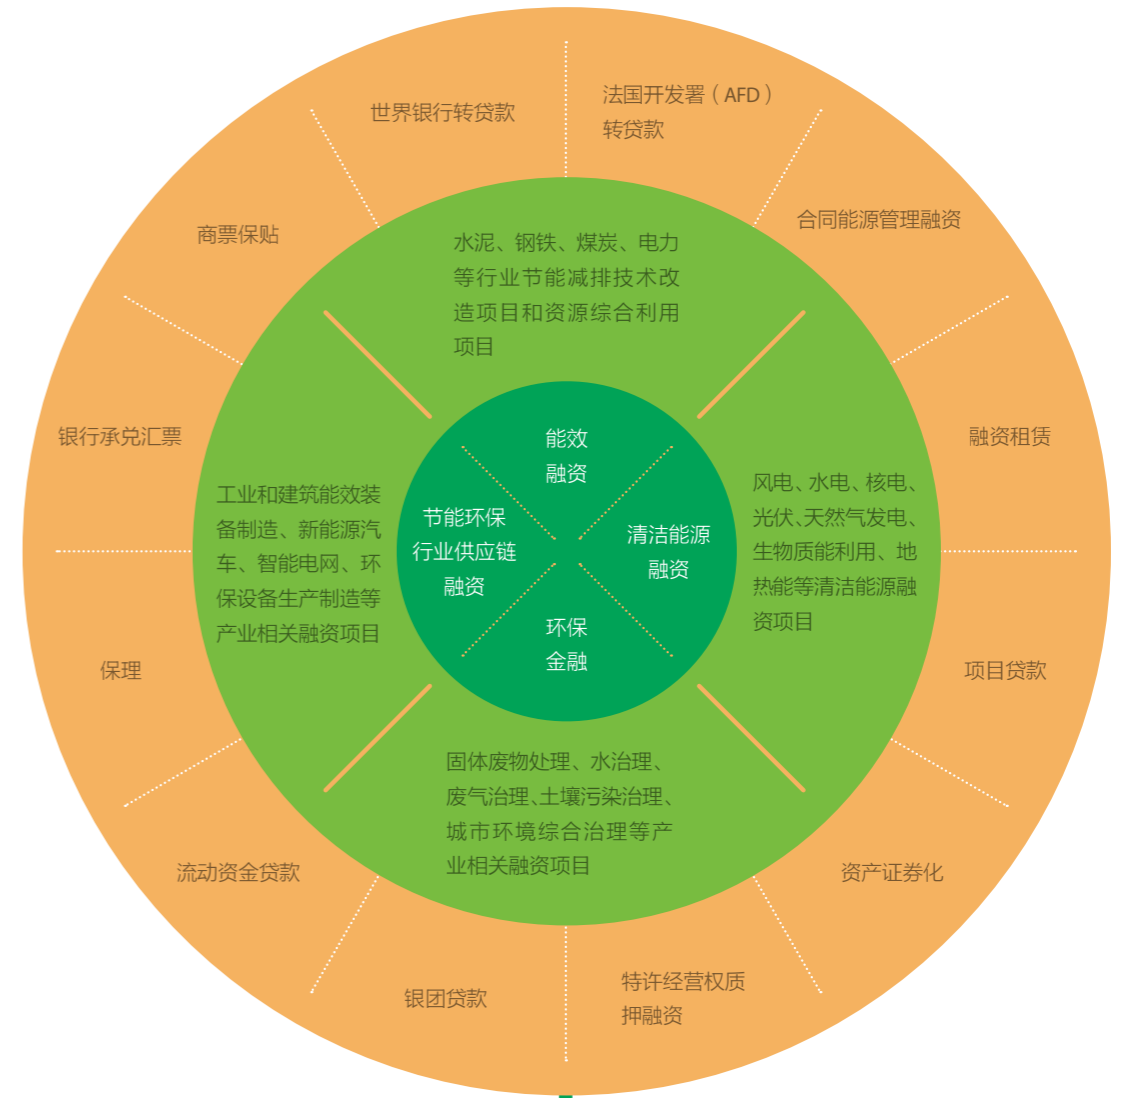 世界银行转贷款
法国开发署（AFD）
转贷款
合同能源管理融资
融资租赁
项目贷款
资产证券化
特许经营权质
押融资
银团贷款
流动资金贷款
保理
银行承兑汇票
商票保贴
水泥、钢铁、煤炭、电力
等行业节能减排技术改
造项目和资源综合利用
项目
风电、水电、核电、
光伏、天然气发电、
生物质能利用、地
热能等清洁能源融
资项目
固体废物处理、水治理、
废气治理、土壤污染治理、
城市环境综合治理等产
业相关融资项目
工业和建筑能效装
备制造、新能源汽
车、智能电网、环
保设备生产制造等
产业相关融资项目
能效
融资
清洁能源
融资
环保
金融
节能环保
行业供应链
融资